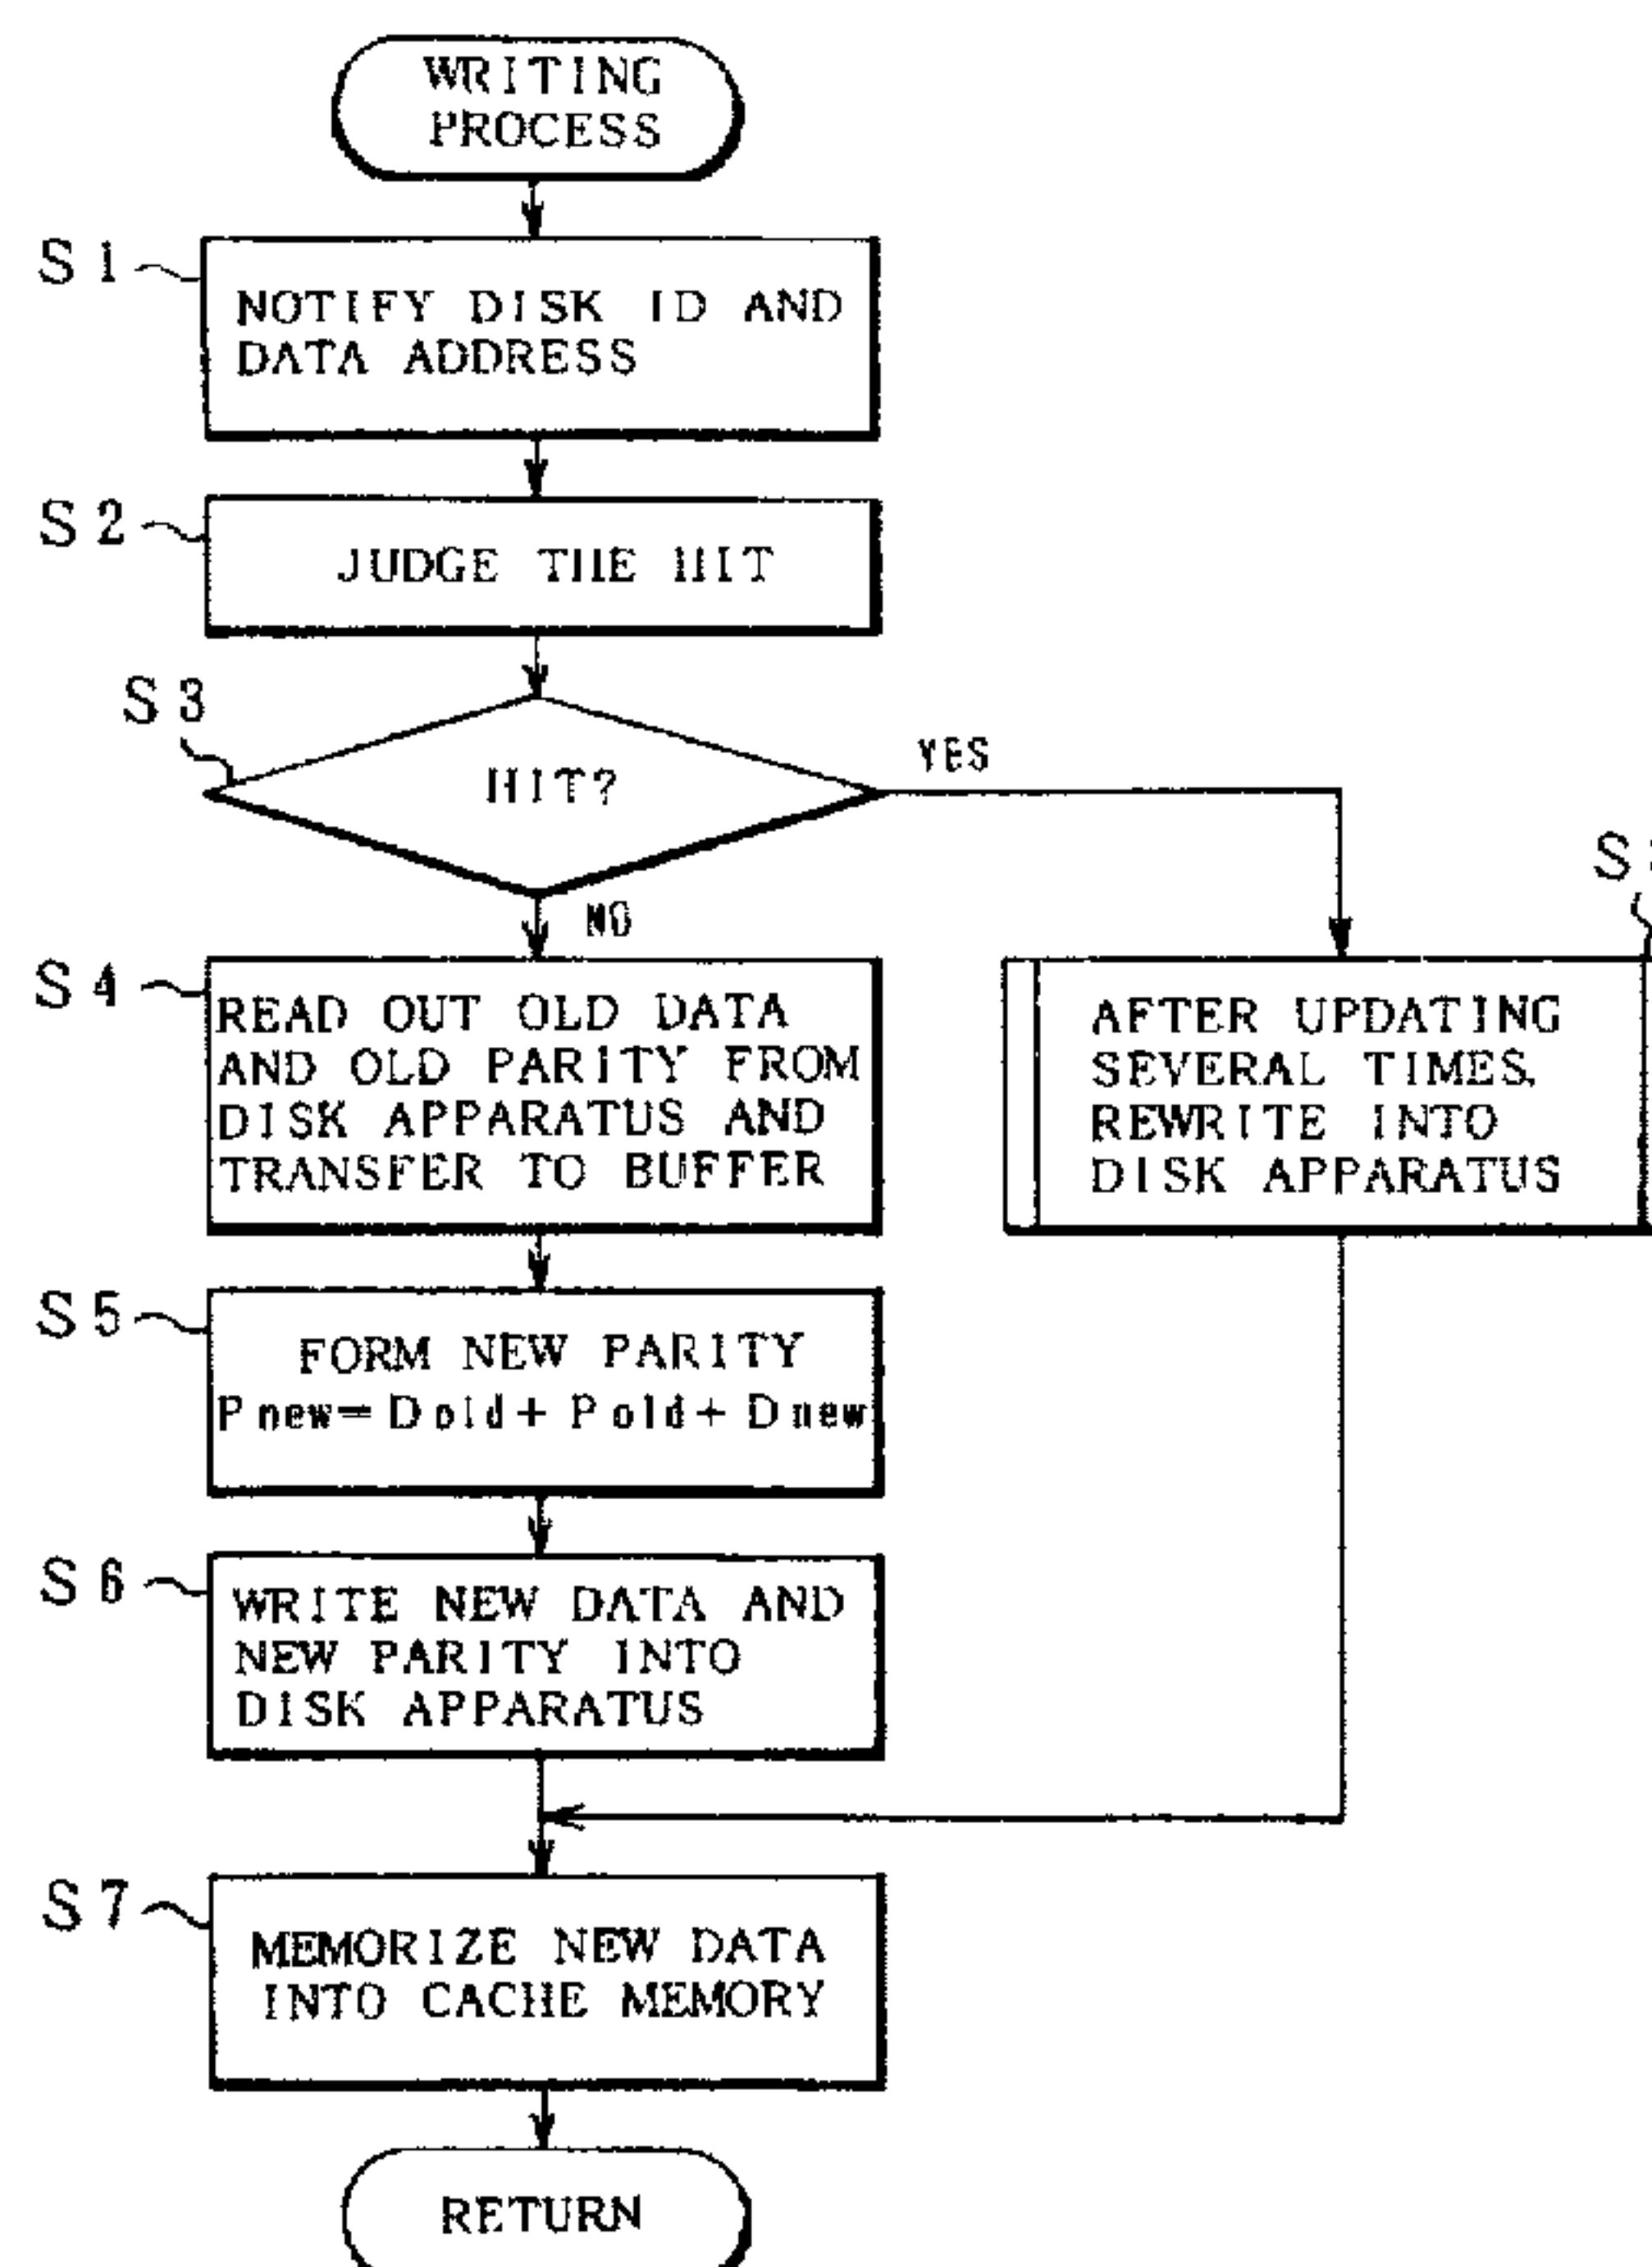 WRITING
PROCESS
S1
NOTIFY DISK ID AND
DATA ADDRESS
S2
JUDGE THE HIT
S3
HIT?
YES
NO
S4
READ OUT OLD DATA
AND OLD PARITY FROM
DISK APPARATUS AND
TRANSFER TO BUFFER
S
AFTER UPDATING
SEVERAL TIMES,
REWRITE INTO
DISK APPARATUS
S5
FORM NEW PARITY
Pnew=Dold+Pold+Dnew
S6
WRITE NEW DATA AND
NEW PARITY INTO
DISK APPARATUS
S7
MEMORIZE NEW DATA
INTO CACHE MEMORY
RETURN